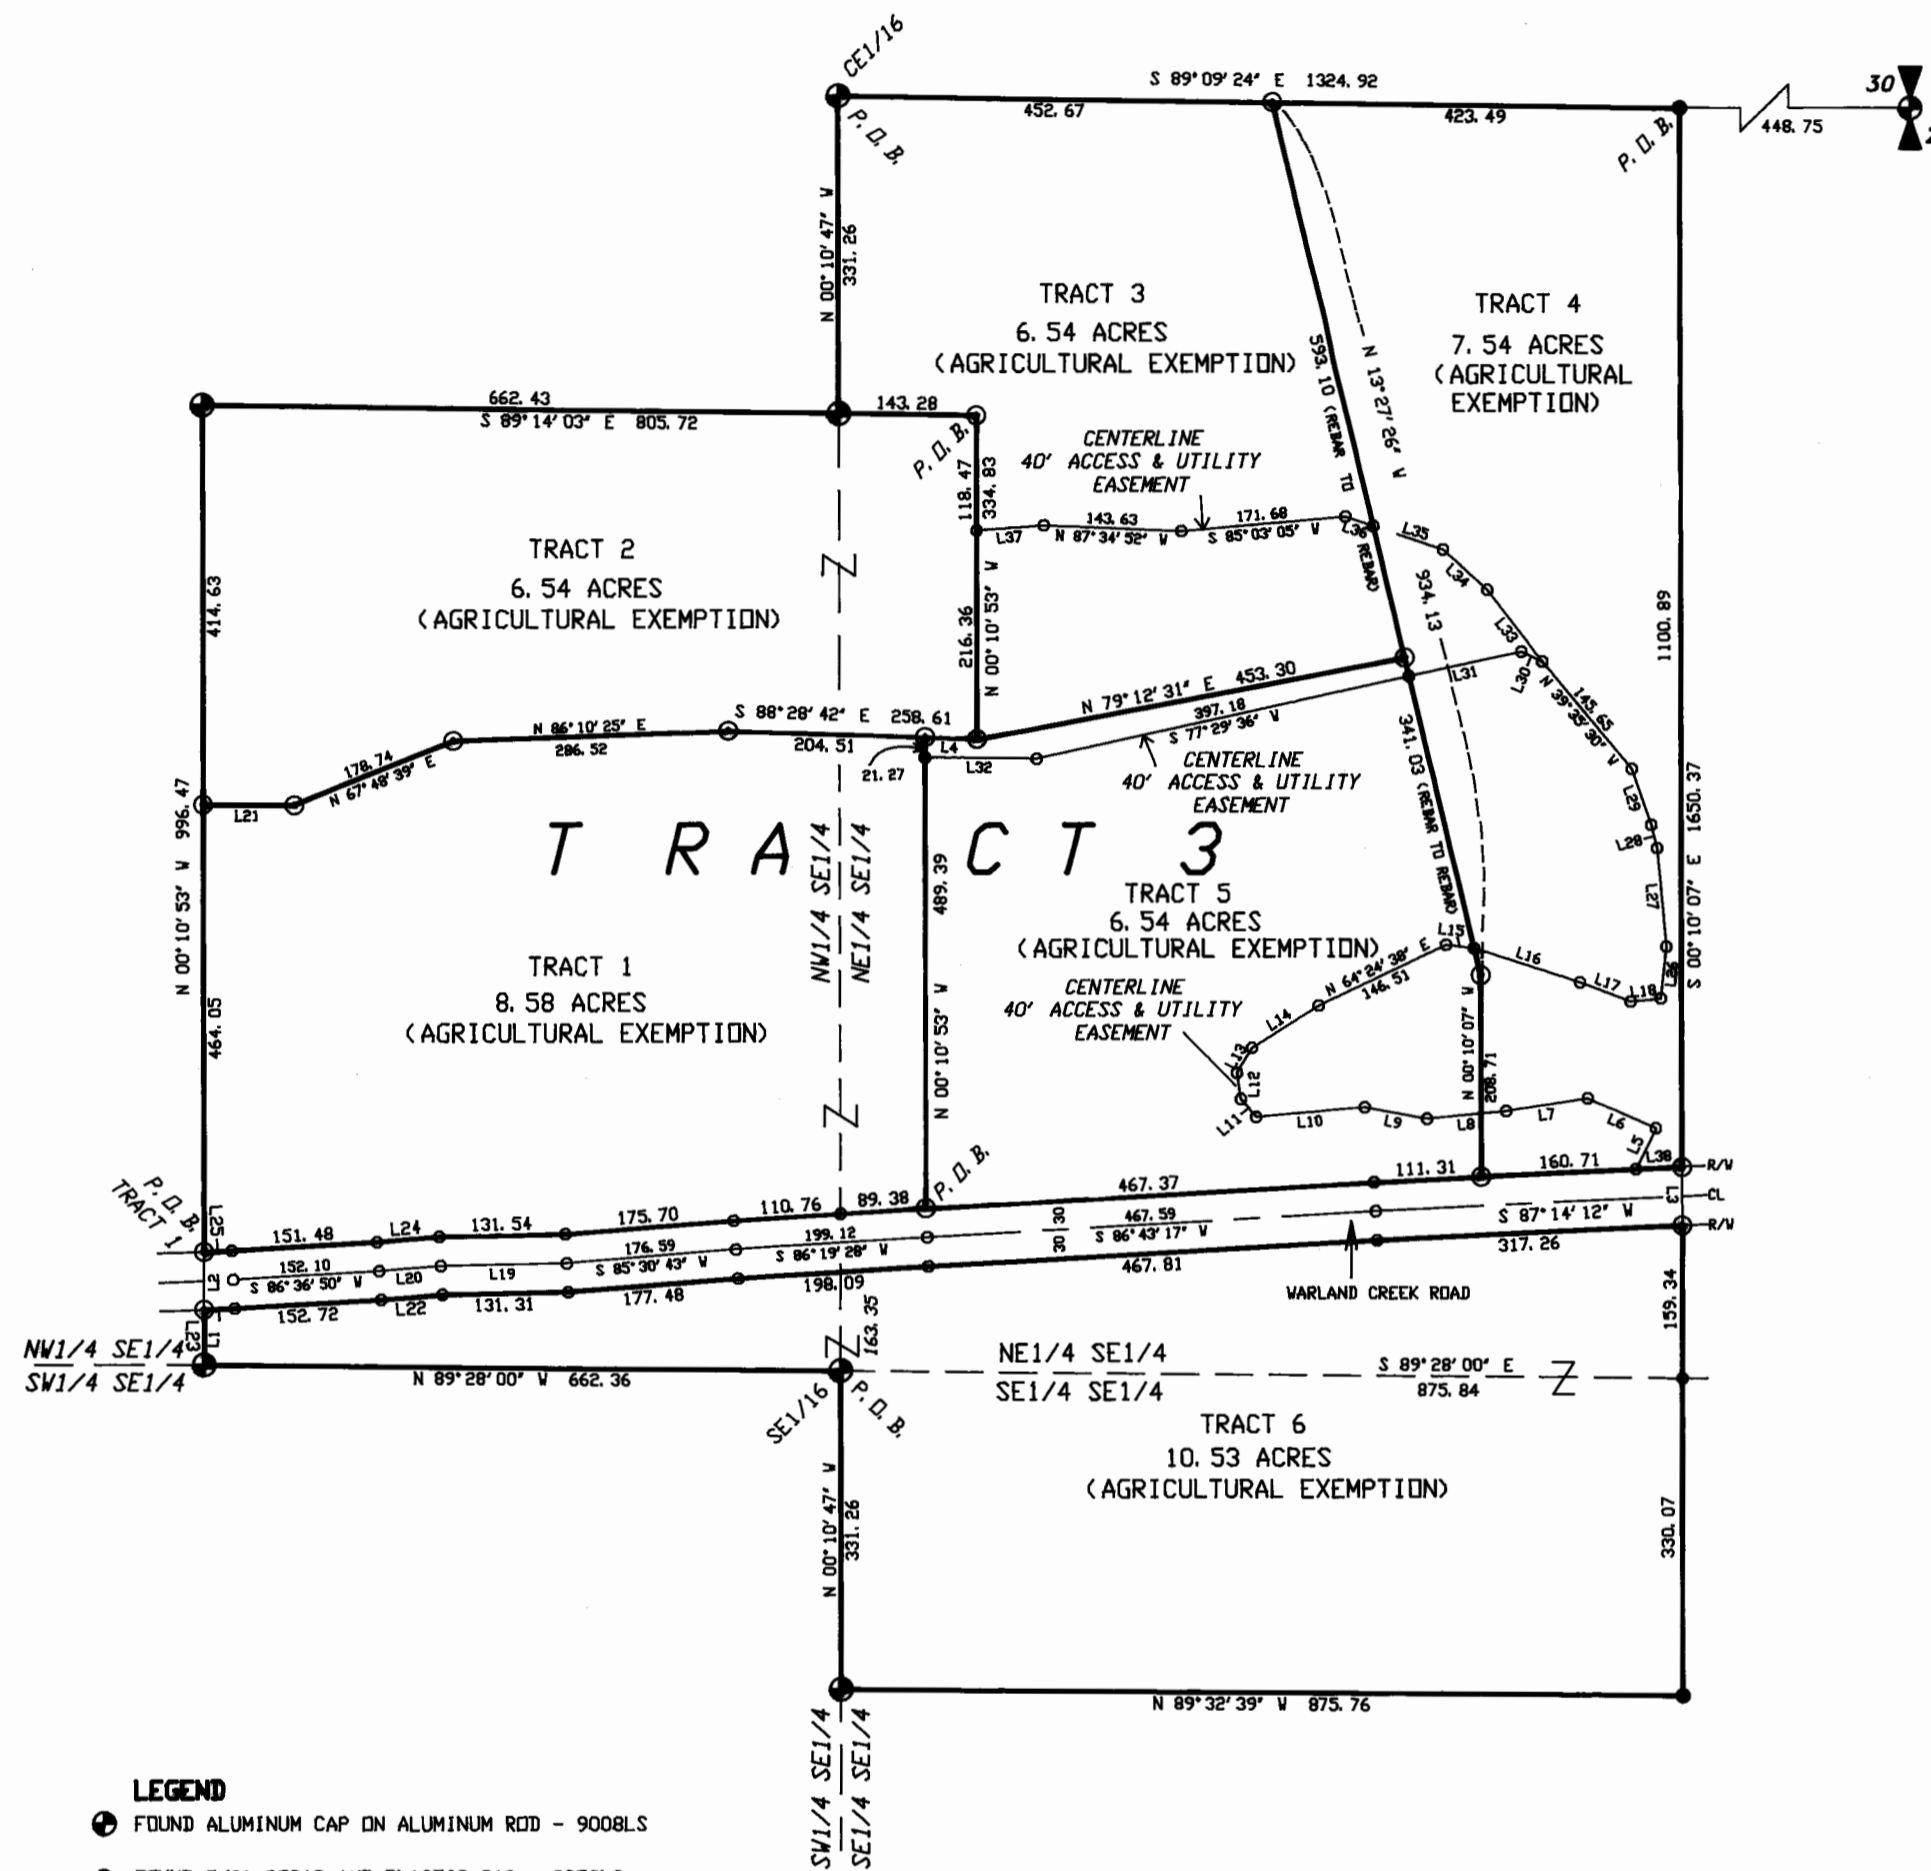 CE1/16
S 89°09'24" E 1324.92
452.67
423.49
448.75
30
P.O.B.
P.O.B.
N 00°10'47" W
331.26
TRACT 3
6.54 ACRES
(AGRICULTURAL EXEMPTION)
TRACT 4
7.54 ACRES
(AGRICULTURAL
EXEMPTION)
593.10 (REBAR TO REBAR)
N 13°27'26" W
934.13
662.43
S 89°14'03" E 805.72
143.28
P.O.B.
118.47
334.83
CENTERLINE
40' ACCESS & UTILITY
EASEMENT
L37
143.63
N 87°34'52" W
171.68
S 85°03'05" W
L36
L35
L34
L33
TRACT 2
6.54 ACRES
(AGRICULTURAL EXEMPTION)
414.63
216.36
N 00°10'53" W
1100.89
N 79°12'31" E 453.30
397.18
S 77°29'36" W
L31
L30
N 39°35'30" W
145.65
S 88°28'42" E 258.61
204.51
L4
21.27
L32
N 86°10'25" E
286.52
178.74
N 67°48'39" E
L21
CENTERLINE
40' ACCESS & UTILITY
EASEMENT
341.03 (REBAR TO REBAR)
L29
L28
L27
L26
N 00°10'53" W 996.47
S 00°10'07" E 1650.37
TRACT 3
NW1/4 SE1/4
NE1/4 SE1/4
489.39
N 00°10'53" W
TRACT 5
6.54 ACRES
(AGRICULTURAL EXEMPTION)
TRACT 1
8.58 ACRES
(AGRICULTURAL EXEMPTION)
464.05
CENTERLINE
40' ACCESS & UTILITY
EASEMENT
N 64°24'38" E
146.51
L15
L16
L17
L18
L14
L13
L12
L11
L10
L9
L8
L7
L6
L5
N 00°10'07" W
208.71
P.O.B.
TRACT 1
L25
P.O.B.
151.48
L24
131.54
175.70
110.76
89.38
467.37
111.31
160.71
L38
R/W
L3
CL
R/W
L2
152.10
S 86°36'50" W
L20
L19
176.59
S 85°30'43" W
199.12
S 86°19'28" W
30 30
467.59
S 86°43'17" W
S 87°14'12" W
317.26
152.72
L22
131.31
177.48
198.09
467.81
WARLAND CREEK ROAD
L23
L1
163.35
159.34
NW1/4 SE1/4
SW1/4 SE1/4
N 89°28'00" W 662.36
NE1/4 SE1/4
SE1/4 SE1/4
S 89°28'00" E
875.84
SE1/16
P.O.B.
TRACT 6
10.53 ACRES
(AGRICULTURAL EXEMPTION)
N 00°10'47" W
331.26
330.07
N 89°32'39" W 875.76
SW1/4 SE1/4
SE1/4 SE1/4
LEGEND
FOUND ALUMINUM CAP ON ALUMINUM ROD - 9008LS